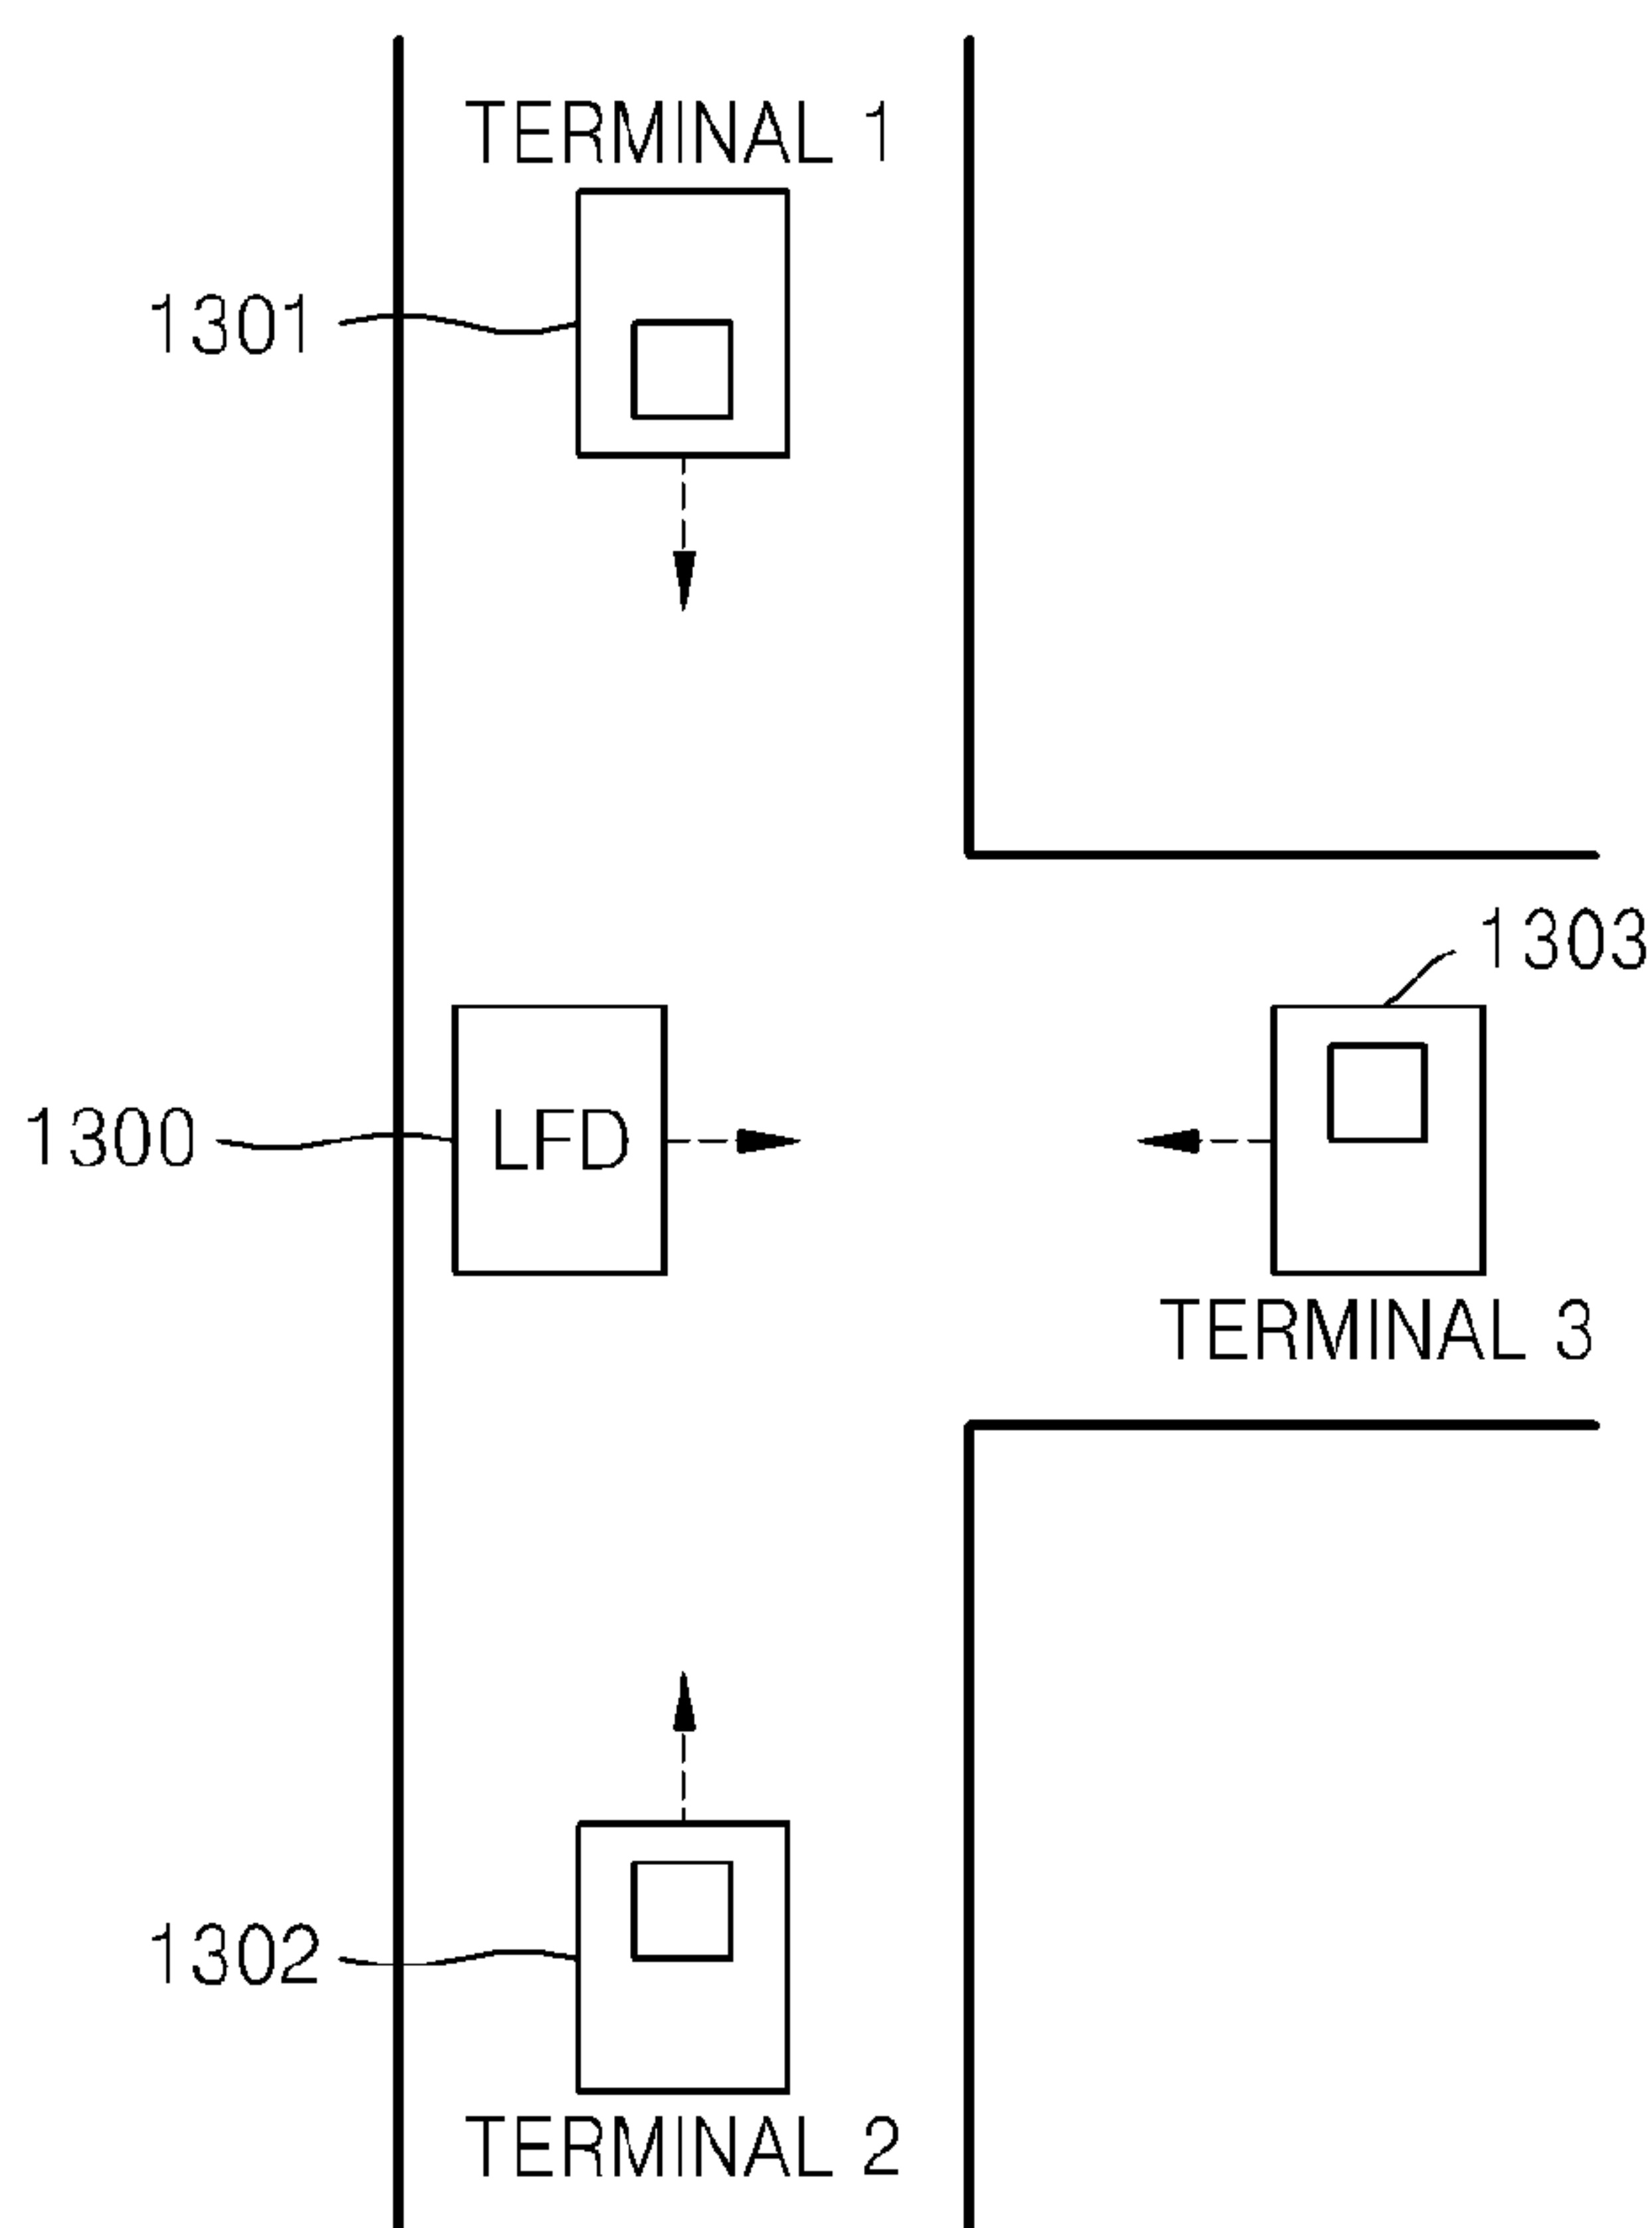 TERMINAL 1
1301
1303
1300
LFD
TERMINAL 3
1302
TERMINAL 2